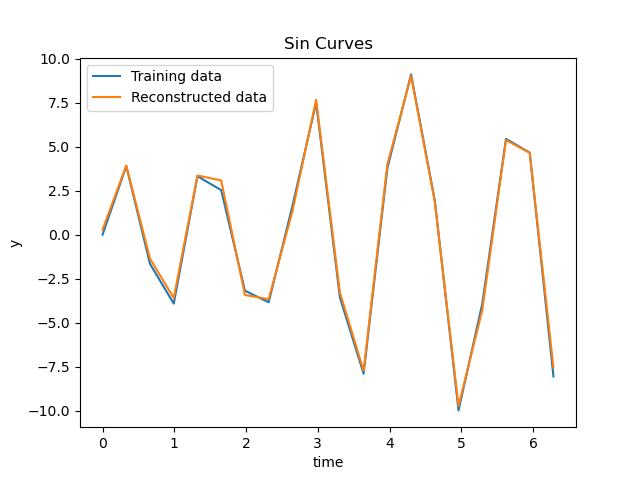 Sin Curves
Training data
Reconstructed data
10.0
7.5
5.0
2.5
0.0
−2.5
−5.0
−7.5
−10.0
y
0 1 2 3 4 5 6
time